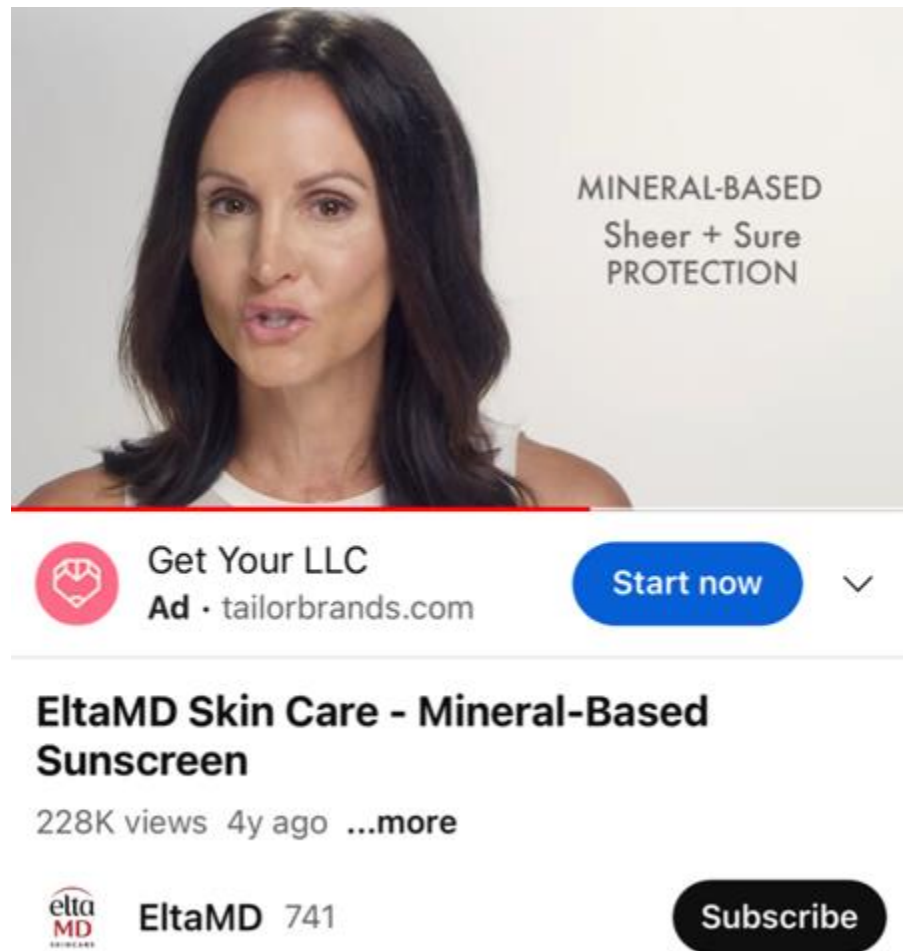 MINERAL-BASED
Sheer + Sure
PROTECTION
Get Your LLC
Start now
Ad · tailorbrands.com
EltaMD Skin Care - Mineral-Based
Sunscreen
228K views 4y ago ...more
elta
MD
SKINCARE
EltaMD 741
Subscribe